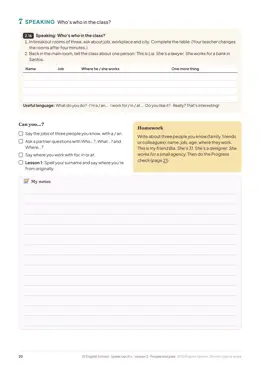 7 SPEAKING Who's who in the class?
Speaking: Who's who in the class?
1. In breakout rooms of three, ask about job, workplace and city. Complete the table. (Your teacher changes
the rooms after four minutes.)
2. Back in the main room, tell the class about one person: This is Lia. She's a lawyer. She works for a bank in
Name Job Where he / she works One more thing
Useful language: What do you do? I'm a / an... I work for / in / at... Do you like it? Really? That's interesting!
Can you...?
Say the jobs of three people you know, with a / an.
Ask a partner questions with Who...?, What...? and
Where...?
Say where you work with for, in or at.
Lesson 1: Spell your surname and say where you're
from originally.
Homework
Write about three people you know (family, friends
or colleagues): name, job, age, where they work.
This is my friend Bia. She's 31. She's a designer. She
works for a small agency. Then do the Progress
check (page 21).
My notes
20